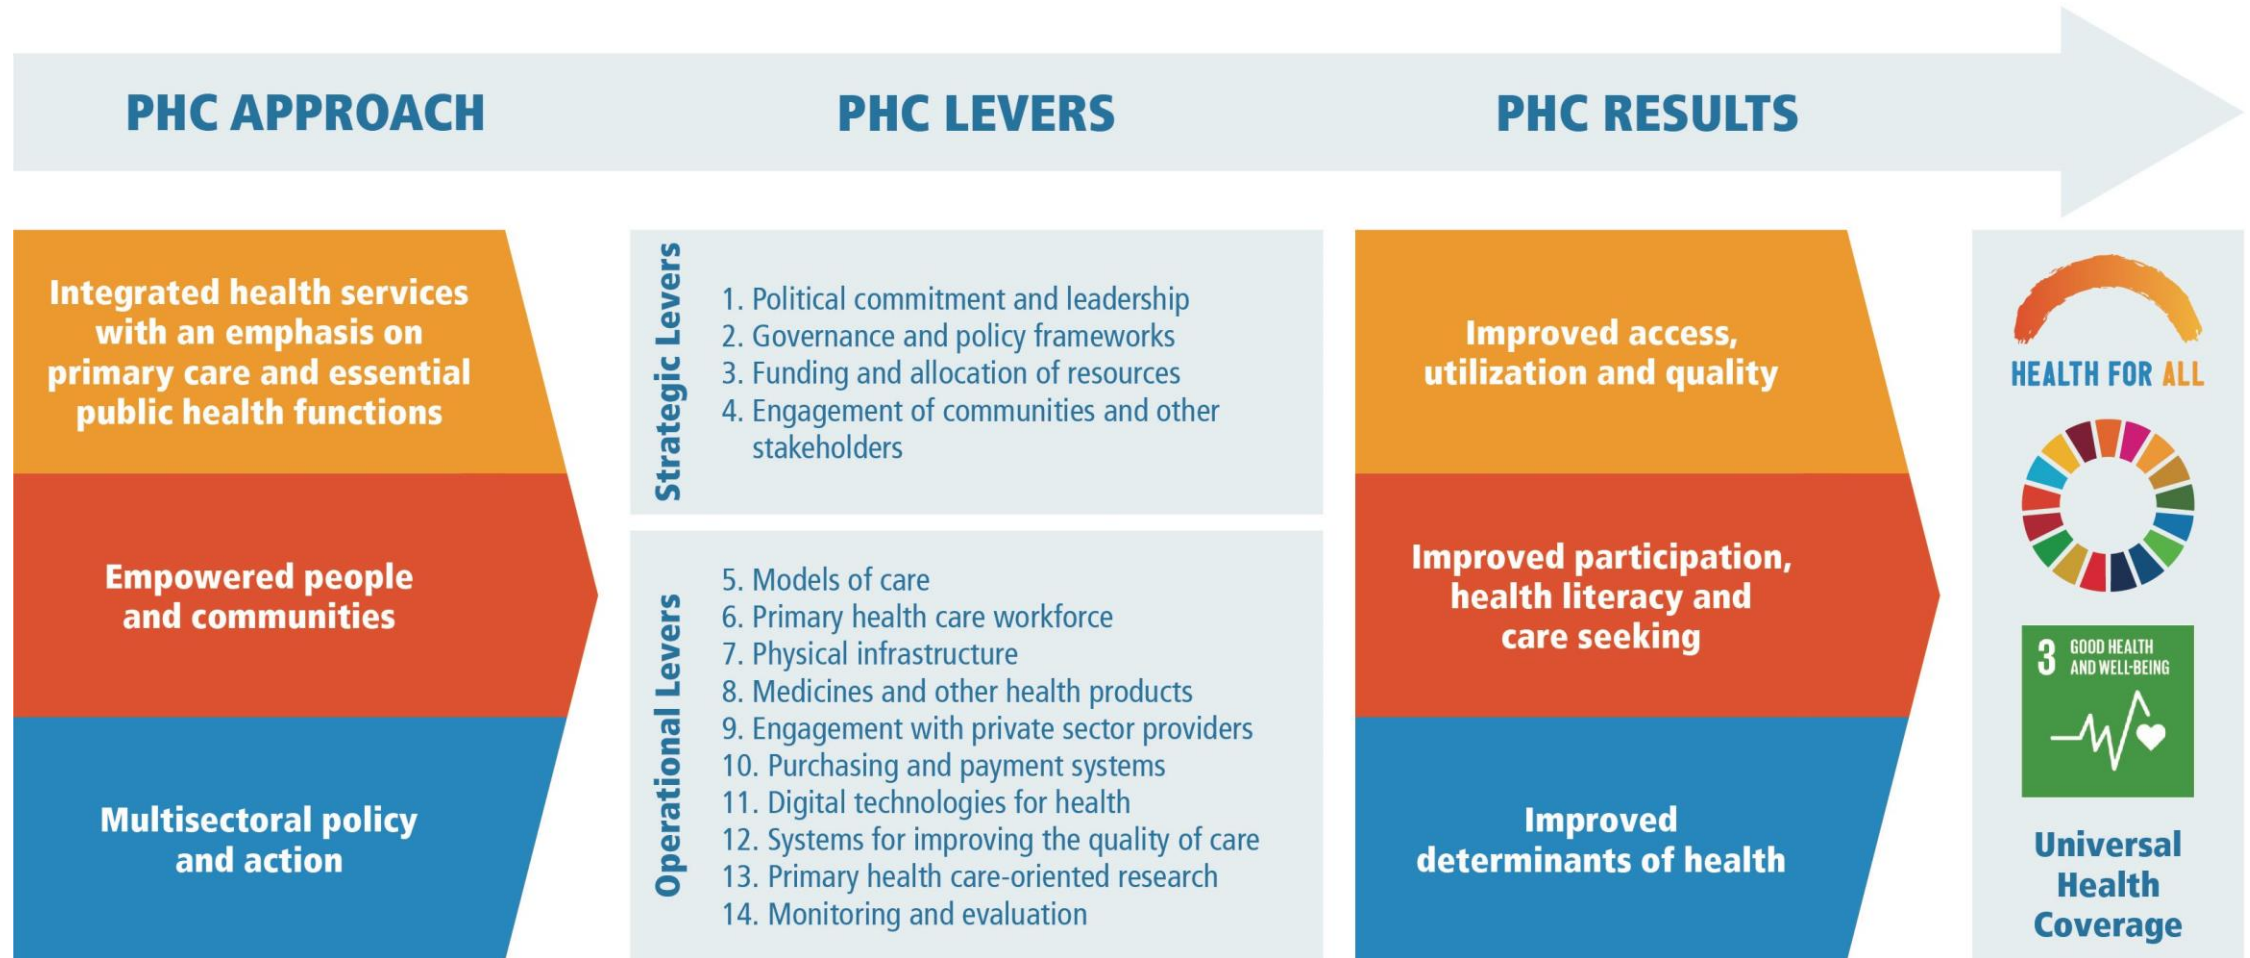 PHC APPROACH
PHC LEVERS
PHC RESULTS
Integrated health services
with an emphasis on
primary care and essential
public health functions
Empowered people
and communities
Multisectoral policy
and action
Strategic Levers
1. Political commitment and leadership
2. Governance and policy frameworks
3. Funding and allocation of resources
4. Engagement of communities and other
stakeholders
Operational Levers
5. Models of care
6. Primary health care workforce
7. Physical infrastructure
8. Medicines and other health products
9. Engagement with private sector providers
10. Purchasing and payment systems
11. Digital technologies for health
12. Systems for improving the quality of care
13. Primary health care-oriented research
14. Monitoring and evaluation
Improved access,
utilization and quality
Improved participation,
health literacy and
care seeking
Improved
determinants of health
HEALTH FOR ALL
3 GOOD HEALTH
AND WELL-BEING
Universal
Health
Coverage